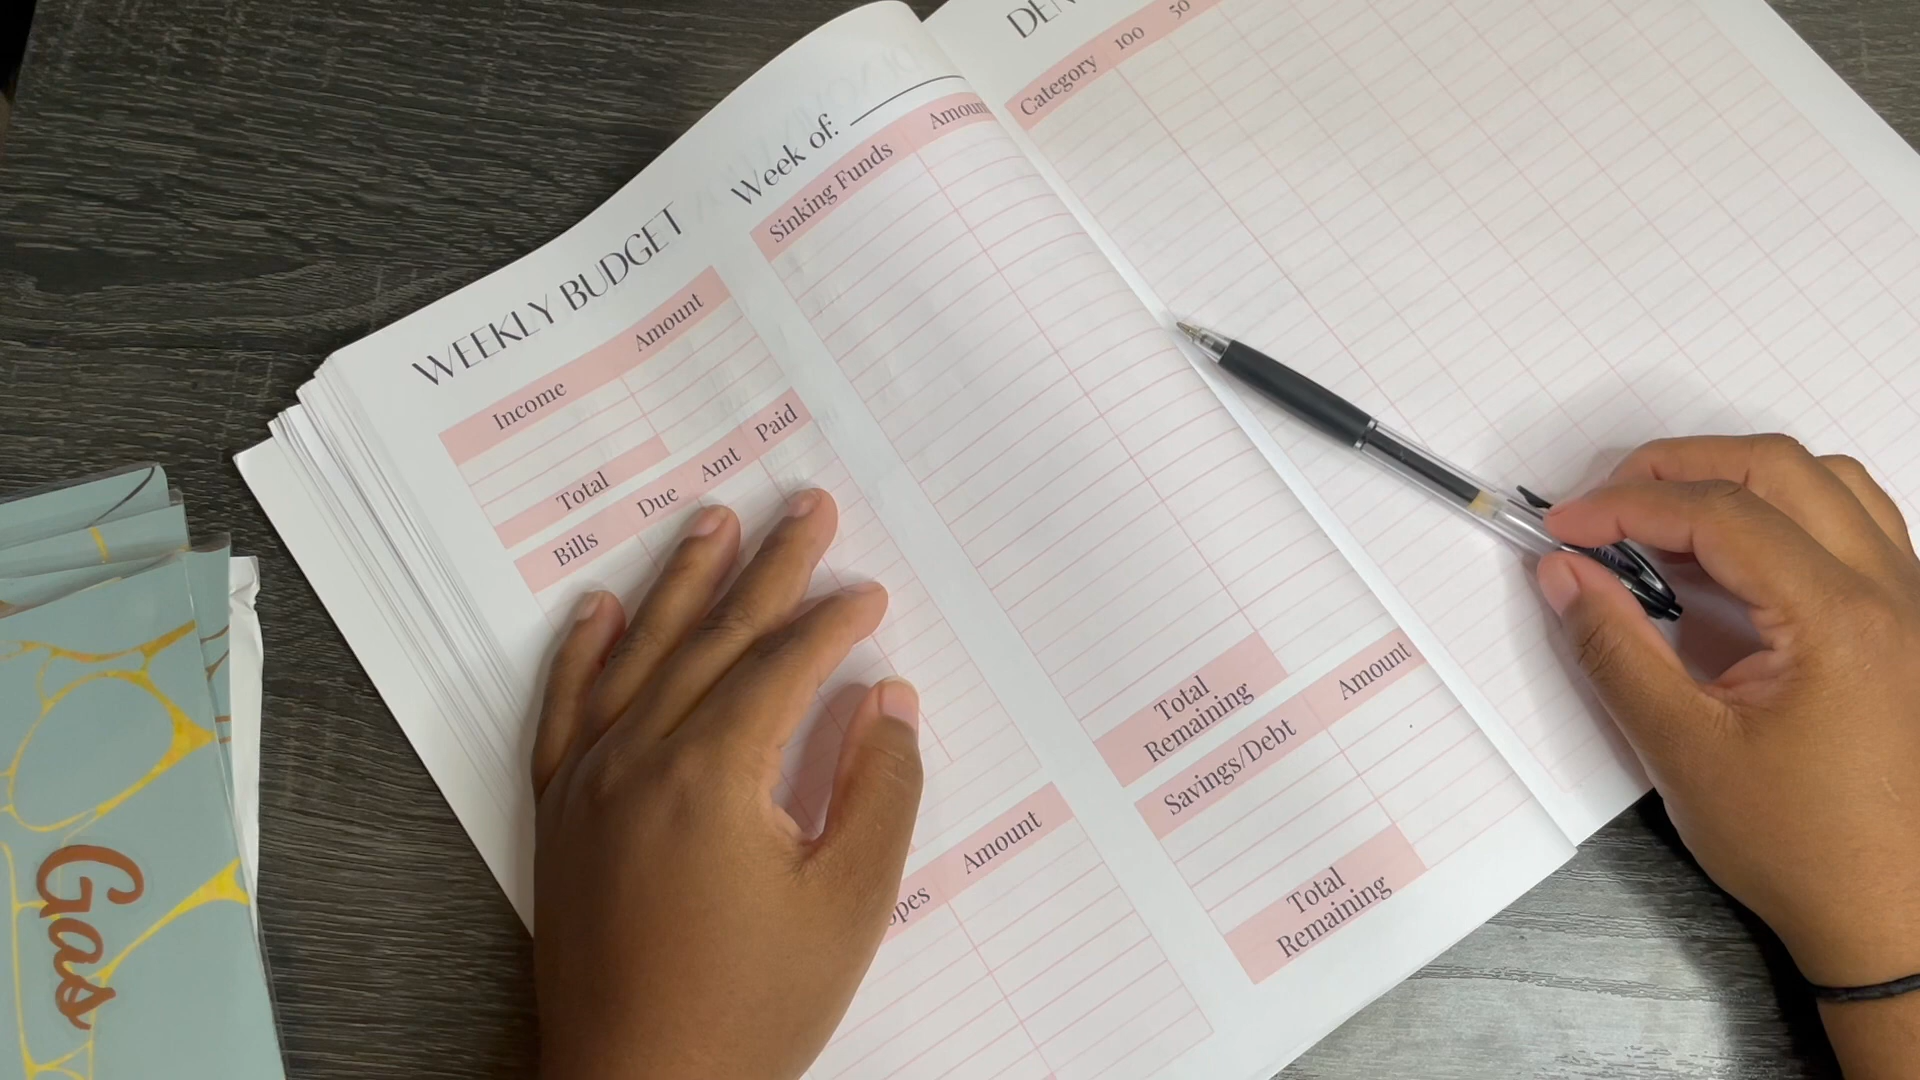 WEEKLY BUDGET
Week of:
Income Amount
Total
Bills Due Amt Paid
Amount
Sinking Funds
Total
Remaining
Savings/Debt Amount
Total
Remaining
Category 100 50
Gas